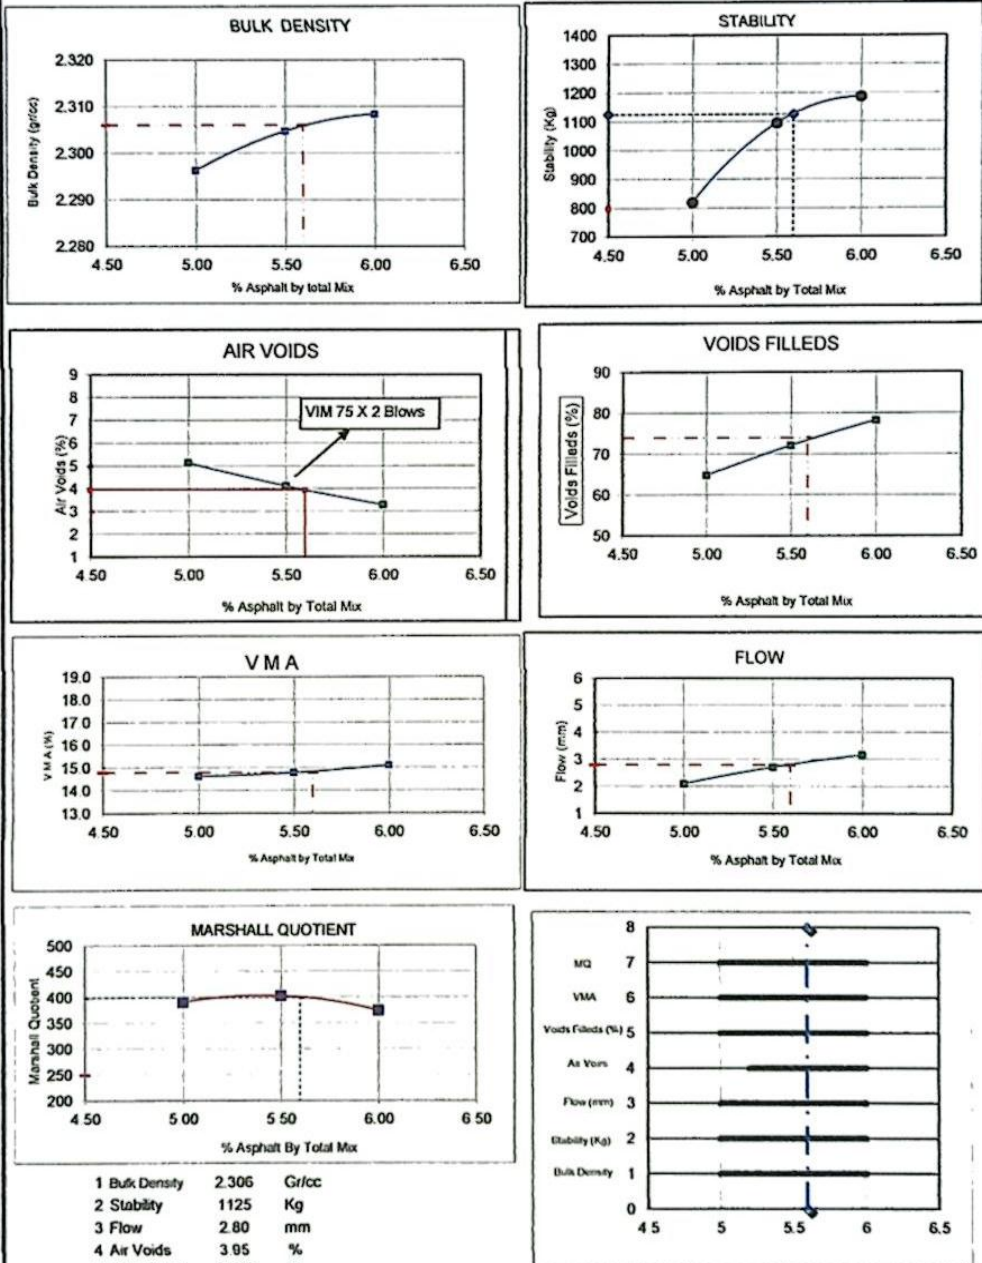 BULK DENSITY
2.320
2.310
2.300
2.290
2.280
Bulk Density (gr/cc)
4.50 5.00 5.50 6.00 6.50
% Asphalt by total Mix
STABILITY
1400
1300
1200
1100
1000
900
800
700
Stability (Kg)
4.50 5.00 5.50 6.00 6.50
% Asphalt by Total Mix
AIR VOIDS
9
8
7
6
5
4
3
2
1
Air Voids (%)
VIM 75 X 2 Blows
4.50 5.00 5.50 6.00 6.50
% Asphalt by Total Mix
VOIDS FILLEDS
90
80
70
60
50
Voids Filleds (%)
4.50 5.00 5.50 6.00 6.50
% Asphalt by Total Mix
V M A
19.0
18.0
17.0
16 0
15.0
14.0
13.0
V M A (%)
4.50 5.00 5.50 6.00 6.50
% Asphalt by Total Mix
FLOW
6
5
4
3
2
1
Flow (mm)
4.50 5.00 5.50 6.00 6.50
% Asphalt by Total Mix
MARSHALL QUOTIENT
500
450
400
350
300
250
200
Marshall Quotient
4.50 5 00 5.50 6 00 6 50
% Asphalt By Total Mix
8
MQ 7
VMA 6
Voids Filleds (%) 5
4
Flow (mm) 3
Stability (Kg) 2
Bulk Density 1
0
4 5 5 5.5 6 6.5
1 Bulk Density 2.306 Gr/cc
2 Stability 1125 Kg
3 Flow 2.80 mm
4 Air Voids 3.95 %